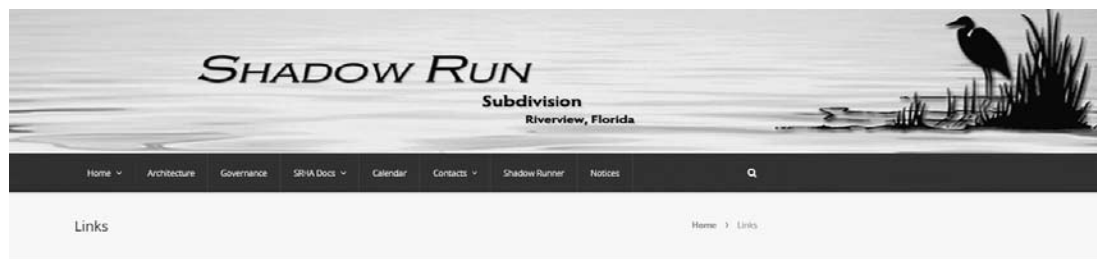 SHADOW RUN
Subdivision
Riverview, Florida
Home Architecture Governance SRHA Docs Calendar Contacts Shadow Runner Notices
Links Home › Links